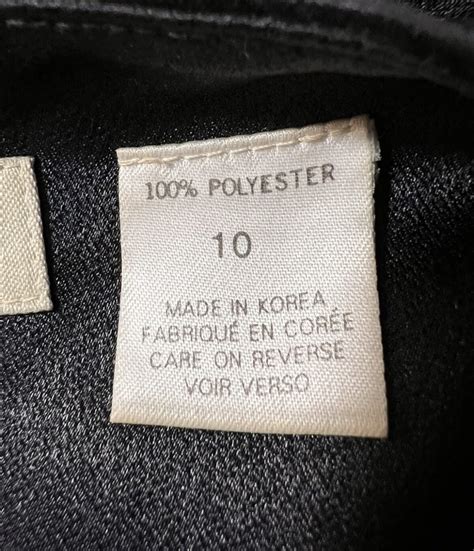 100% POLYESTER
10
MADE IN KOREA
FABRIQUÉ EN CORÉE
CARE ON REVERSE
VOIR VERSO